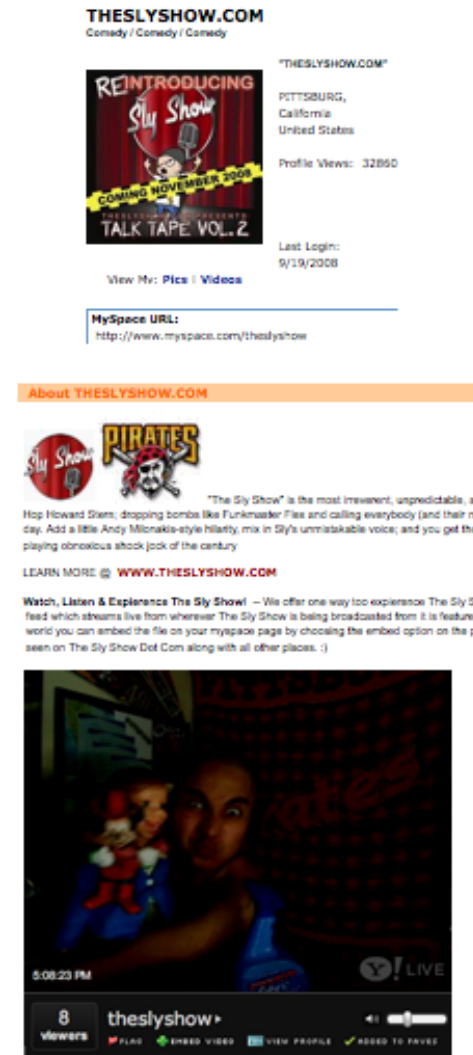 THESLYSHOW.COM
Comedy / Comedy / Comedy
"THESLYSHOW.COM"
REINTRODUCING
Sly Show
COMING NOVEMBER 2008
THESLYSHOW.COM PRESENTS
TALK TAPE VOL. 2
PITTSBURG,
California
United States
Profile Views: 32860
Last Login:
9/19/2008
View My: Pics | Videos
MySpace URL:
http://www.myspace.com/theslyshow
About THESLYSHOW.COM
Sly Show
PIRATES
"The Sly Show" is the most irreverent, unpredictable,
Hop Howard Stern; dropping bombs like Funkmaster Flex and calling everybody (and their
day. Add a little Andy Milonakis-style hilarity, mix in Sly's unmistakable voice; and you get the
playing obnoxious shock jock of the century
LEARN MORE @ WWW.THESLYSHOW.COM
Watch, Listen & Expierence The Sly Show! — We offer one way too expierence The Sly
feed which streams live from wherever The Sly Show is being broadcasted from it is feature
world you can embed the file on your myspace page by choosing the embed option on the
seen on The Sly Show Dot Com along with all other places. :)
5:08:23 PM
Y! LIVE
8
viewers
theslyshow
FLAG EMBED VIDEO VIEW PROFILE ADDED TO FAVES